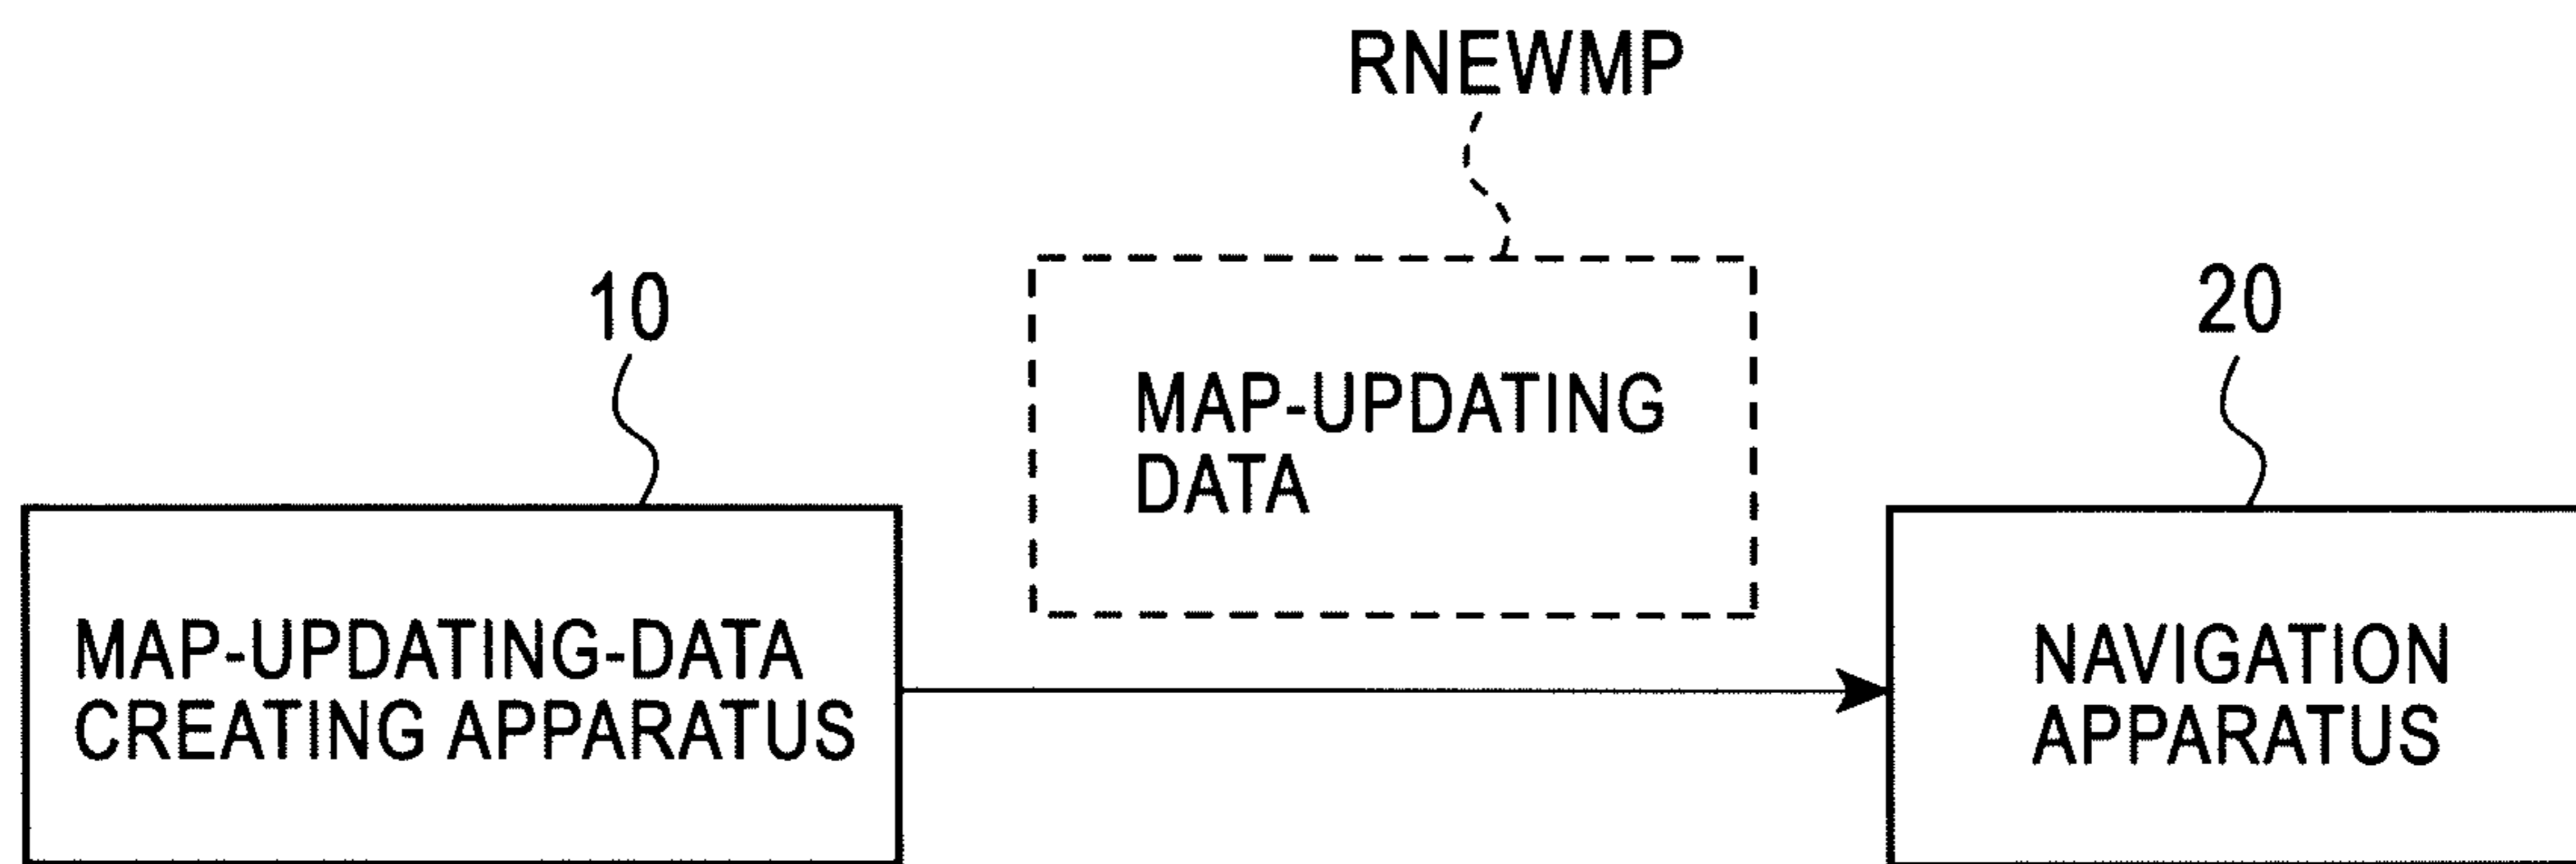 RNEWMP
10
MAP-UPDATING
DATA
20
MAP-UPDATING-DATA
CREATING APPARATUS
NAVIGATION
APPARATUS